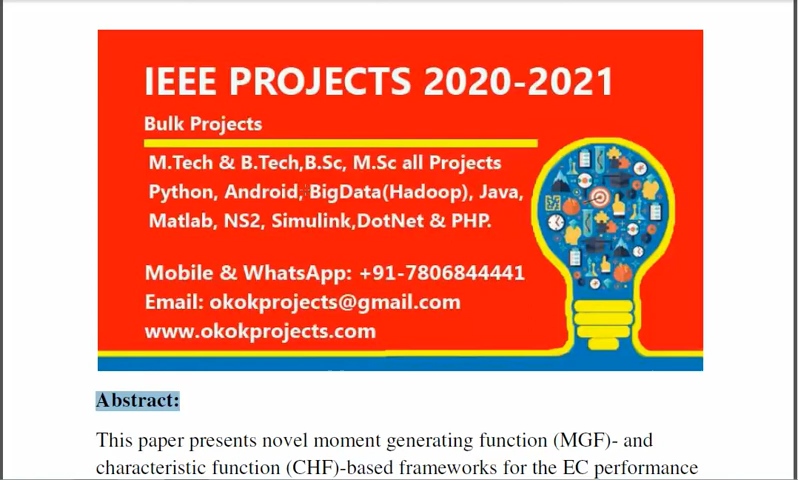 IEEE PROJECTS 2020-2021
Bulk Projects
M.Tech & B.Tech,B.Sc, M.Sc all Projects
Python, Android, BigData(Hadoop), Java,
Matlab, NS2, Simulink,DotNet & PHP.
Mobile & WhatsApp: +91-7806844441
Email: okokprojects@gmail.com
www.okokprojects.com
Abstract:
This paper presents novel moment generating function (MGF)- and
characteristic function (CHF)-based frameworks for the EC performance